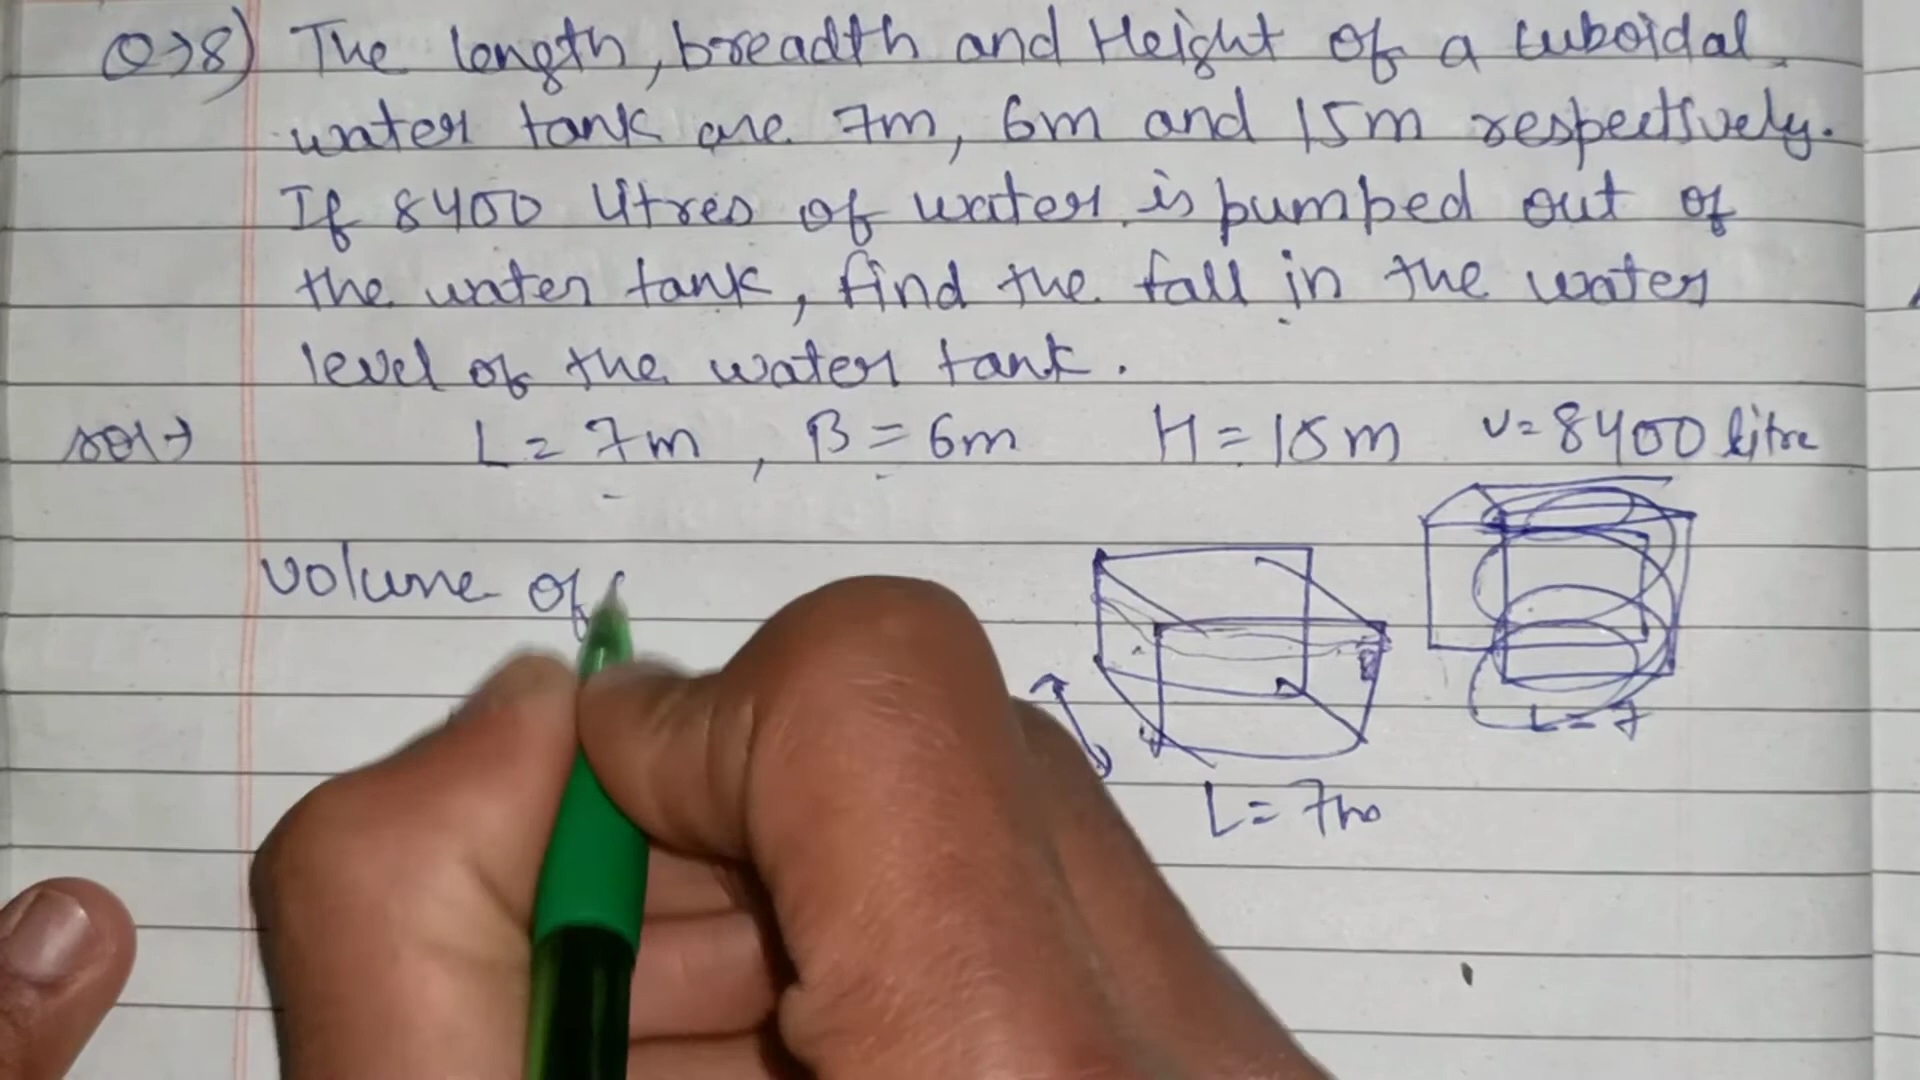 Q→8) The length, breadth and Height of a cuboidal
water tank are 7m, 6m and 15m respectively.
If 8400 litres of water is pumped out of
the water tank, find the fall in the water
level of the water tank.
sol→ L = 7m, B = 6m H = 15m V = 8400 litre
volume of
L = 7
L = 7m